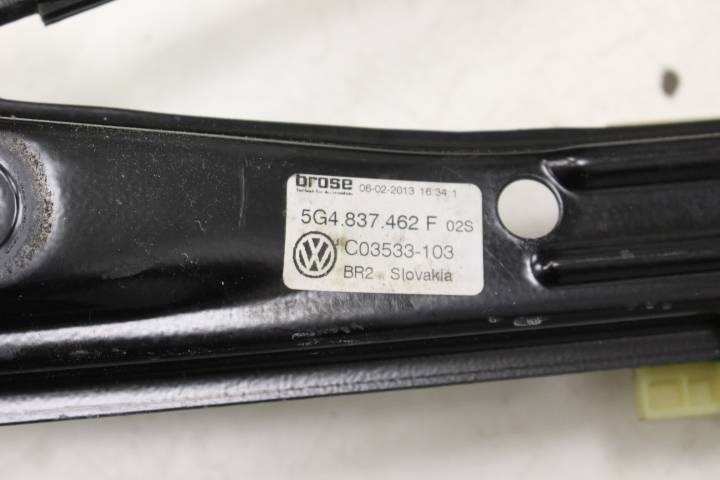 brose 06-02-2013 16:34 1
5G4.837.462 F 02S
C03533-103
BR2 Slovakia